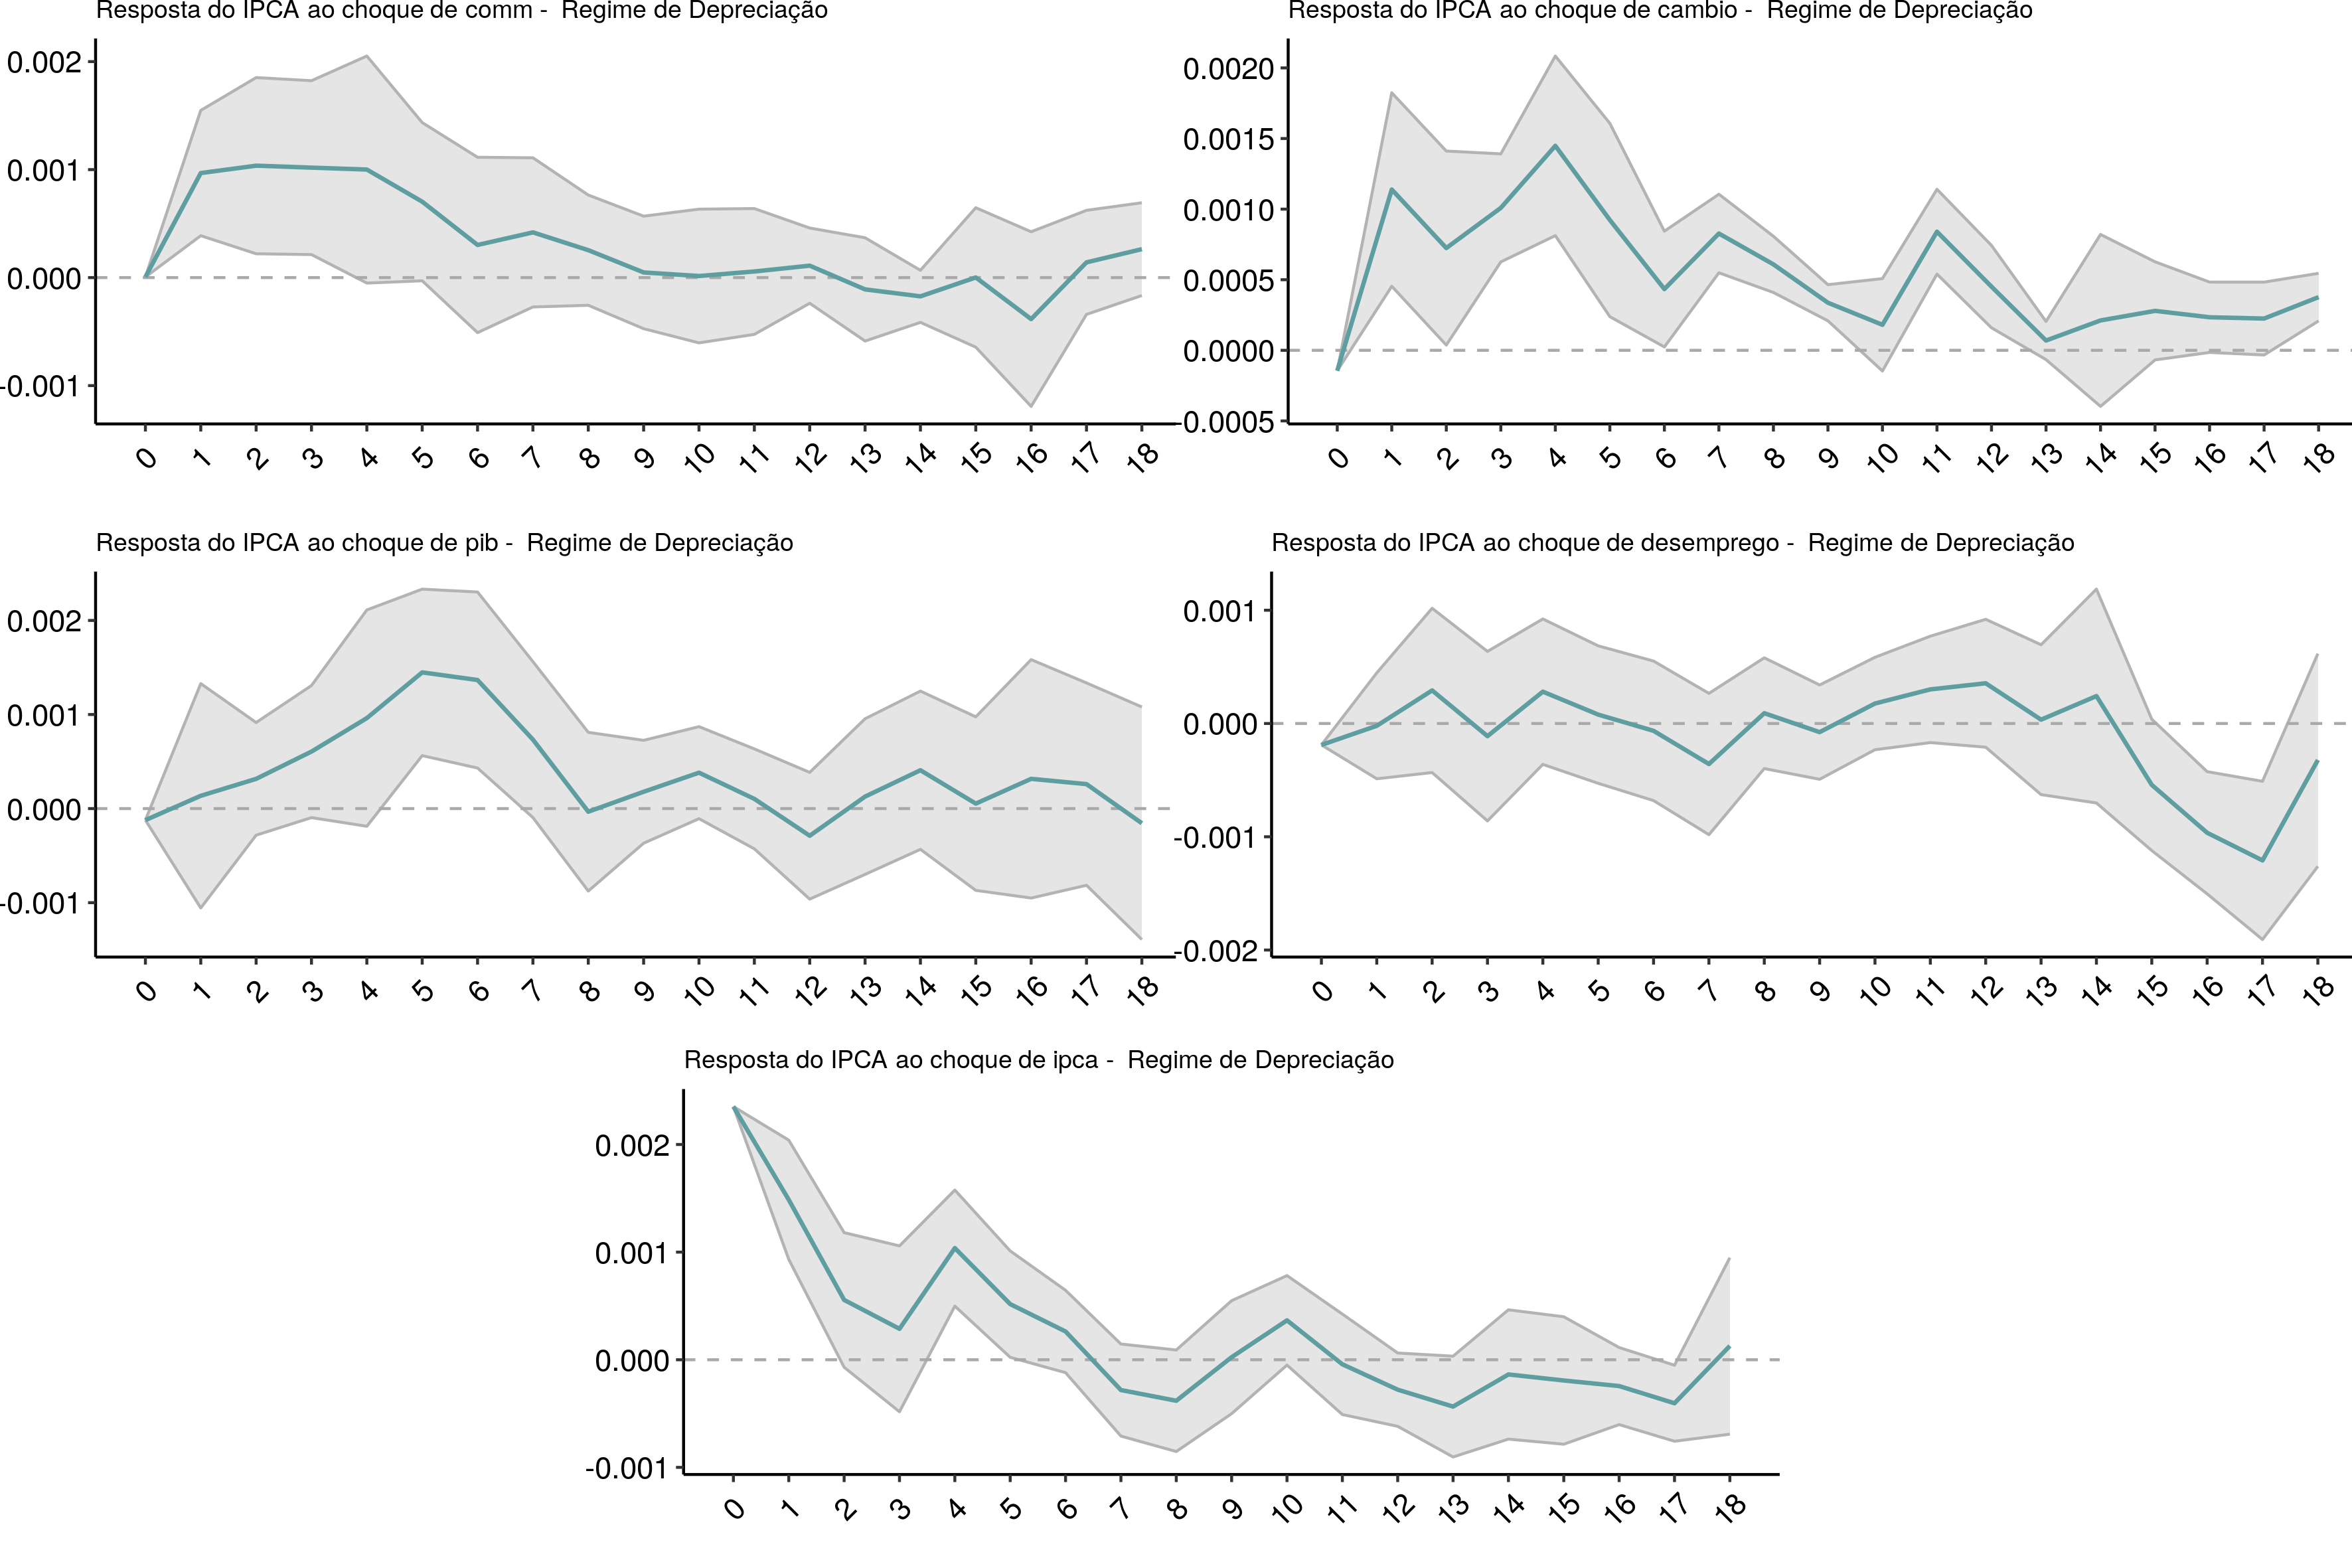 Resposta do IPCA ao choque de comm - Regime de Depreciação
0.002
0.001
0.000
-0.001
0 1 2 3 4 5 6 7 8 9 10 11 12 13 14 15 16 17 18
Resposta do IPCA ao choque de cambio - Regime de Depreciação
0.0020
0.0015
0.0010
0.0005
0.0000
-0.0005
0 1 2 3 4 5 6 7 8 9 10 11 12 13 14 15 16 17 18
Resposta do IPCA ao choque de pib - Regime de Depreciação
0.002
0.001
0.000
-0.001
0 1 2 3 4 5 6 7 8 9 10 11 12 13 14 15 16 17 18
Resposta do IPCA ao choque de desemprego - Regime de Depreciação
0.001
0.000
-0.001
-0.002
0 1 2 3 4 5 6 7 8 9 10 11 12 13 14 15 16 17 18
Resposta do IPCA ao choque de ipca - Regime de Depreciação
0.002
0.001
0.000
-0.001
0 1 2 3 4 5 6 7 8 9 10 11 12 13 14 15 16 17 18